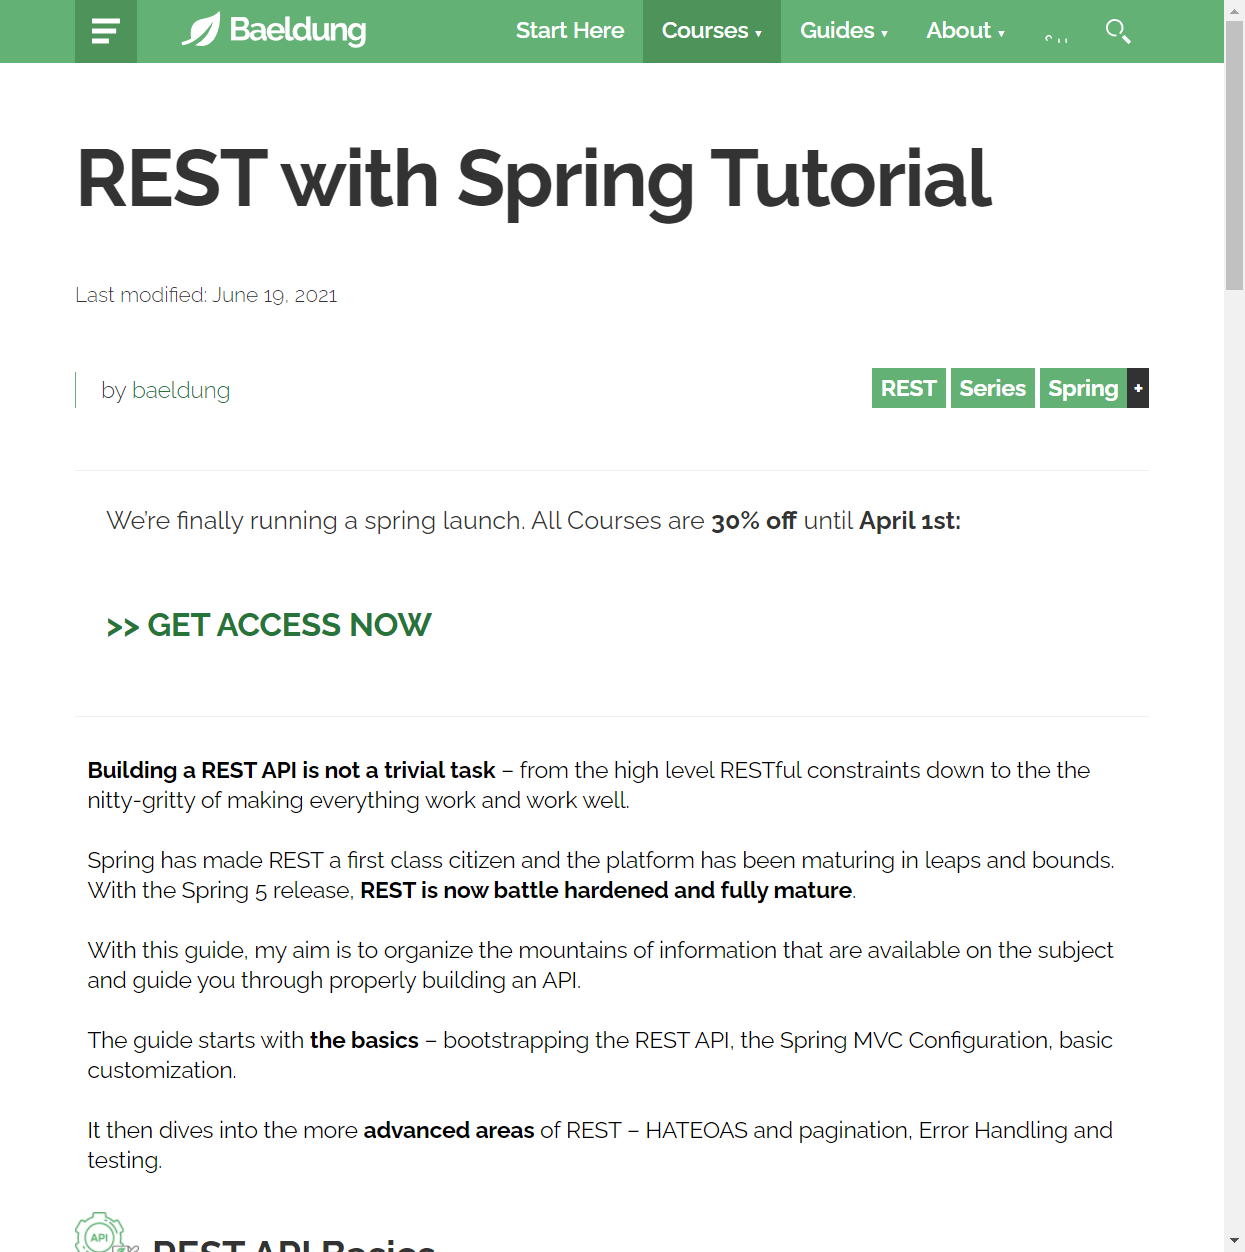 Baeldung
Start Here Courses ▾ Guides ▾ About ▾
REST with Spring Tutorial
Last modified: June 19, 2021
by baeldung
REST Series Spring +
We're finally running a spring launch. All Courses are 30% off until April 1st:
>> GET ACCESS NOW
Building a REST API is not a trivial task – from the high level RESTful constraints down to the the
nitty-gritty of making everything work and work well.
Spring has made REST a first class citizen and the platform has been maturing in leaps and bounds.
With the Spring 5 release, REST is now battle hardened and fully mature.
With this guide, my aim is to organize the mountains of information that are available on the subject
and guide you through properly building an API.
The guide starts with the basics – bootstrapping the REST API, the Spring MVC Configuration, basic
customization.
It then dives into the more advanced areas of REST – HATEOAS and pagination, Error Handling and
testing.
API
REST API Basics